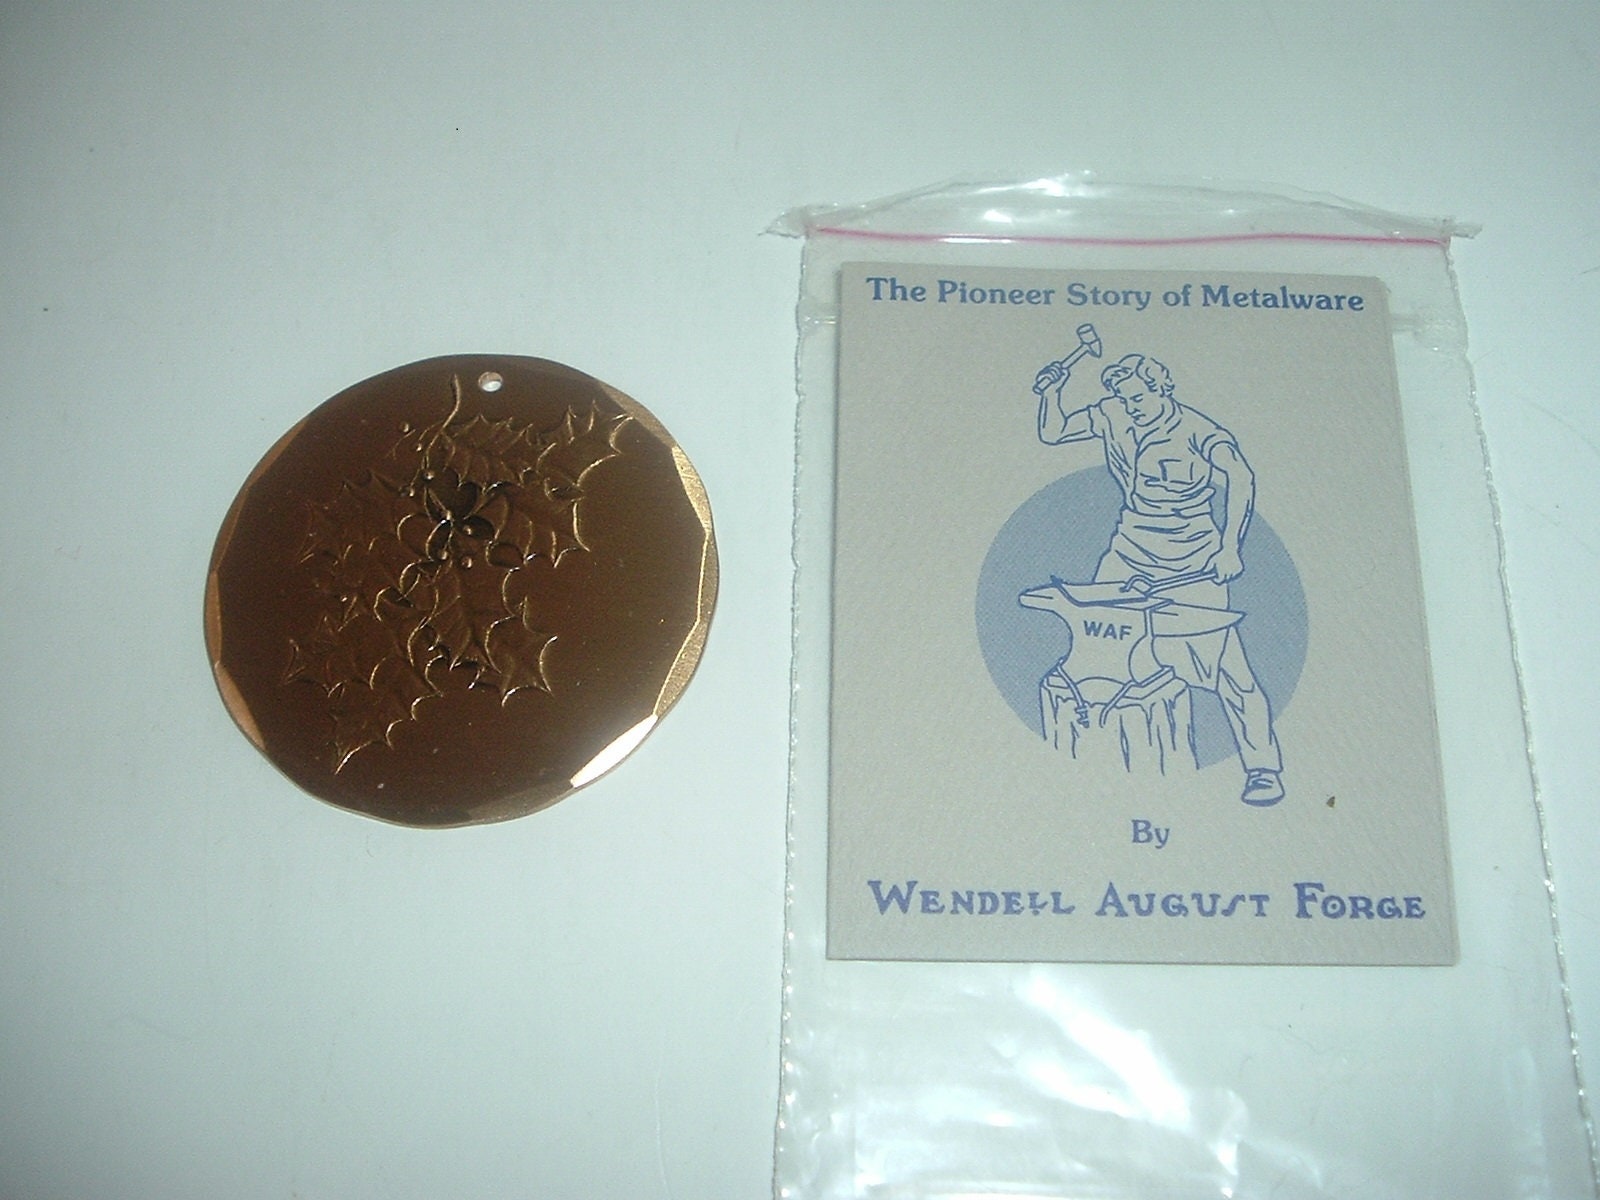 The Pioneer Story of Metalware
WAF
By
WENDELL AUGUST FORGE